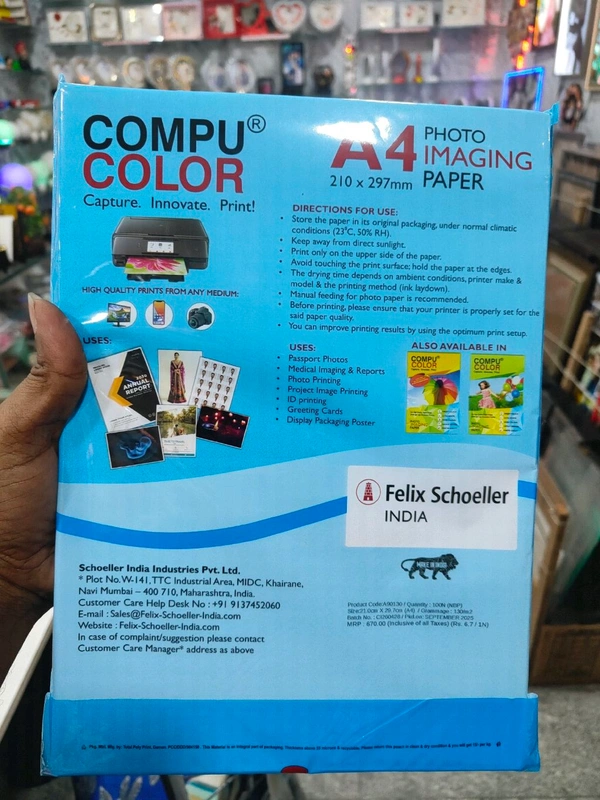 COMPU®
COLOR
Capture. Innovate. Print!
A4 PHOTO
IMAGING
PAPER
210 x 297mm
HIGH QUALITY PRINTS FROM ANY MEDIUM:
DIRECTIONS FOR USE:
• Store the paper in its original packaging, under normal climatic
conditions (23°C, 50% RH).
• Keep away from direct sunlight.
• Print only on the upper side of the paper.
• Avoid touching the print surface; hold the paper at the edges.
• The drying time depends on ambient conditions, printer make &
model & the printing method (ink laydown).
• Manual feeding for photo paper is recommended.
• Before printing, please ensure that your printer is properly set for the
said paper quality.
• You can improve printing results by using the optimum print setup.
USES:
ANNUAL
REPORT
USES:
• Passport Photos
• Medical Imaging & Reports
• Photo Printing
• Project Image Printing
• ID printing
• Greeting Cards
• Display Packaging Poster
ALSO AVAILABLE IN
COMPU
COLOR
COMPU
COLOR
Felix Schoeller
INDIA
Schoeller India Industries Pvt. Ltd.
* Plot No. W-141, TTC Industrial Area, MIDC, Khairane,
Navi Mumbai – 400 710, Maharashtra, India.
Customer Care Help Desk No : +91 9137452060
E-mail : Sales@Felix-Schoeller-India.com
Website : Felix-Schoeller-India.com
In case of complaint/suggestion please contact
Customer Care Manager* address as above
MRP : 670.00 (Inclusive of all Taxes) (Rs. 6.7 / 1N)